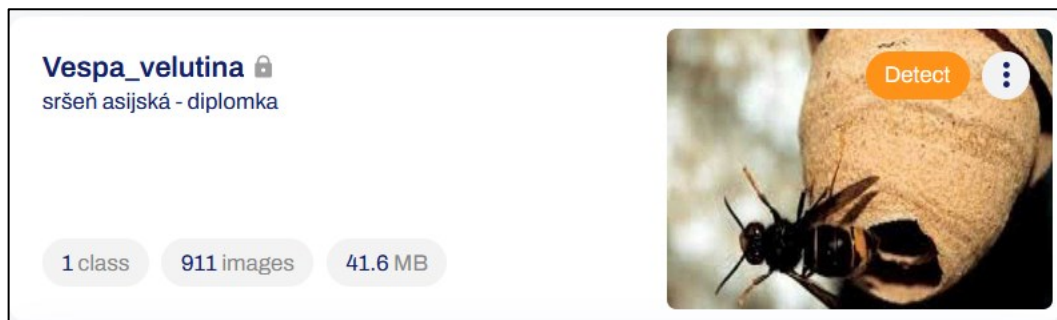 Vespa_velutina
sršeň asijská - diplomka
1 class
911 images
41.6 MB
Detect